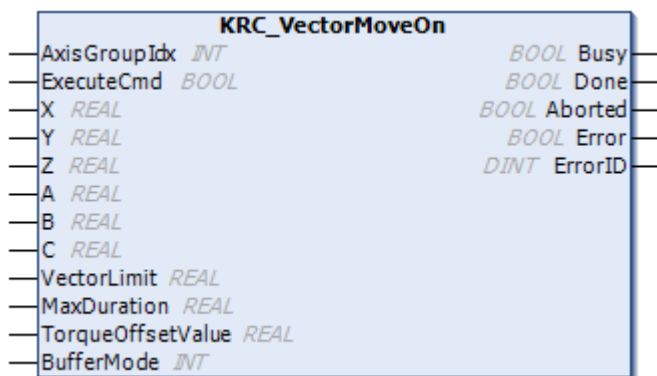 KRC_VectorMoveOn
AxisGroupIdx INT BOOL Busy
ExecuteCmd BOOL BOOL Done
X REAL BOOL Aborted
Y REAL BOOL Error
Z REAL DINT ErrorID
A REAL
B REAL
C REAL
VectorLimit REAL
MaxDuration REAL
TorqueOffsetValue REAL
BufferMode INT